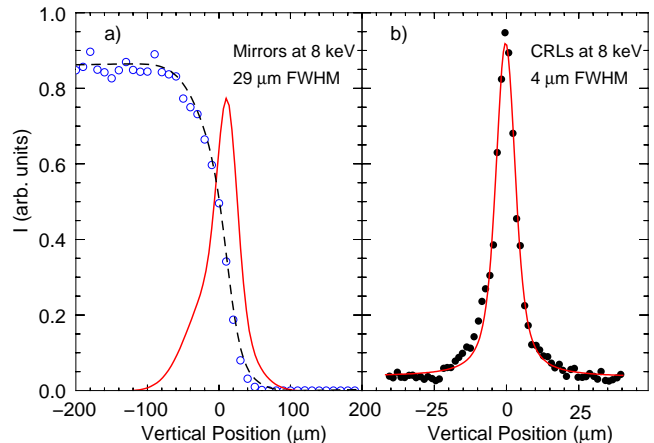 a)
Mirrors at 8 keV
29 μm FWHM
b)
CRLs at 8 keV
4 μm FWHM
I (arb. units)
1.0
0.8
0.6
0.4
0.2
0.0
−200 −100 0 100 200
−25 0 25
Vertical Position (μm)
Vertical Position (μm)